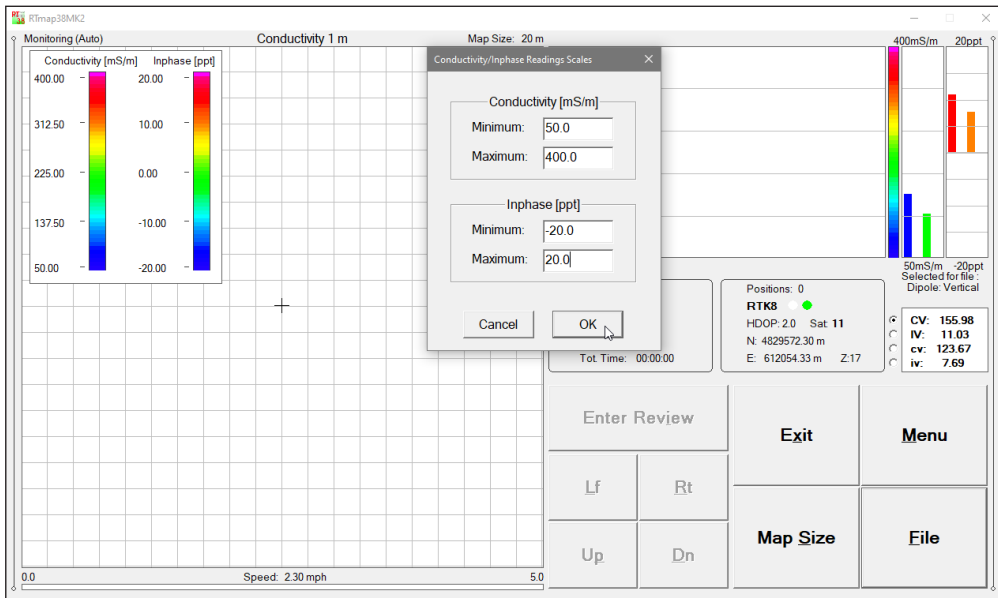 RT
38
RTmap38MK2
Monitoring (Auto)
Conductivity 1 m
Map Size: 20 m
Conductivity [mS/m]
Inphase [ppt]
400.00
20.00
312.50
10.00
225.00
0.00
137.50
-10.00
50.00
-20.00
Conductivity/Inphase Readings Scales
Conductivity [mS/m]
Minimum: 50.0
Maximum: 400.0
Inphase [ppt]
Minimum: -20.0
Maximum: 20.0
Cancel
OK
400mS/m
20ppt
50mS/m
-20ppt
Selected for file :
Dipole: Vertical
Tot. Time: 00:00:00
Positions: 0
RTK8
HDOP: 2.0 Sat: 11
N: 4829572.30 m
E: 612054.33 m Z:17
CV: 155.98
IV: 11.03
cv: 123.67
iv: 7.69
Enter Review
Exit
Menu
Lf
Rt
Up
Dn
Map Size
File
0.0
Speed: 2.30 mph
5.0